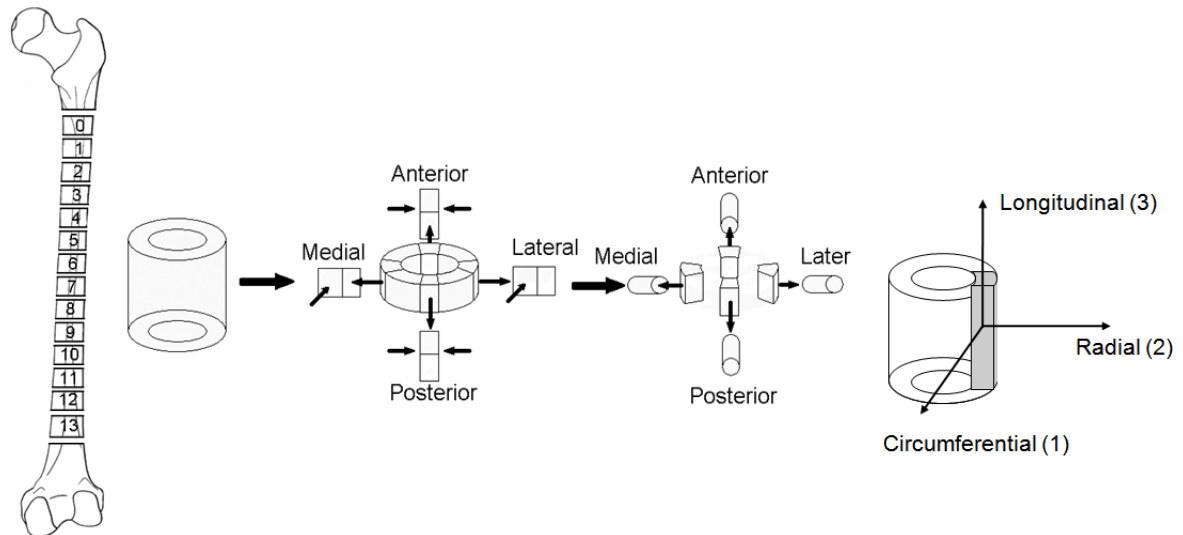 0
1
2
3
4
5
6
7
8
9
10
11
12
13
Anterior
Medial
Lateral
Posterior
Anterior
Medial
Later
Posterior
Longitudinal (3)
Radial (2)
Circumferential (1)